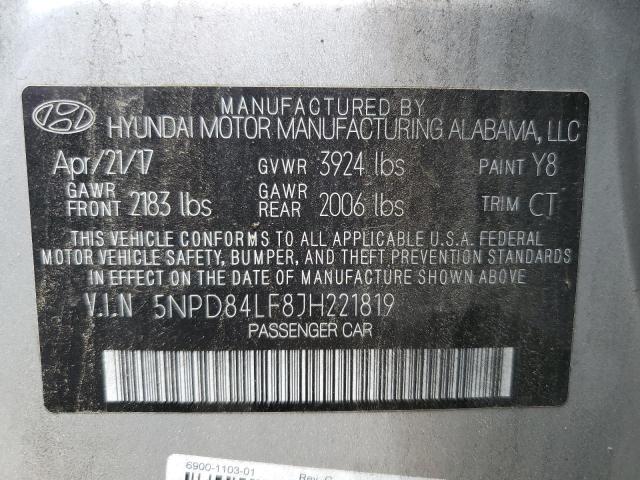 MANUFACTURED BY
HYUNDAI MOTOR MANUFACTURING ALABAMA, LLC
Apr/21/17 GVWR 3924 lbs PAINT Y8
GAWR FRONT 2183 lbs GAWR REAR 2006 lbs TRIM CT
THIS VEHICLE CONFORMS TO ALL APPLICABLE U.S.A. FEDERAL
MOTOR VEHICLE SAFETY, BUMPER, AND THEFT PREVENTION STANDARDS
IN EFFECT ON THE DATE OF MANUFACTURE SHOWN ABOVE.
V.I.N 5NPD84LF8JH221819
PASSENGER CAR
6900-1103-01 Rev.